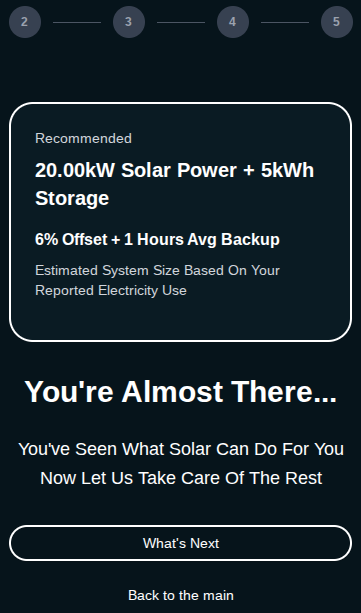 2 3 4 5
Recommended
20.00kW Solar Power + 5kWh
Storage
6% Offset + 1 Hours Avg Backup
Estimated System Size Based On Your
Reported Electricity Use
You're Almost There...
You've Seen What Solar Can Do For You
Now Let Us Take Care Of The Rest
What's Next
Back to the main